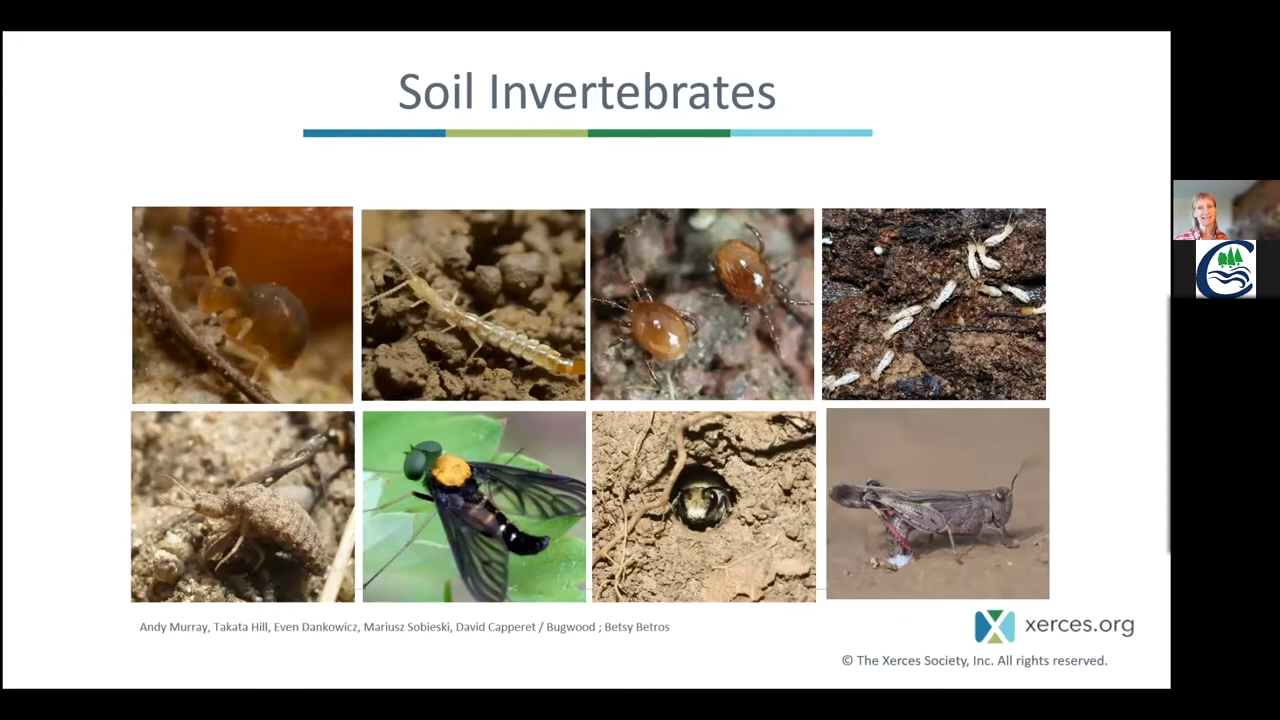 Soil Invertebrates
Andy Murray, Takata Hill, Even Dankowicz, Mariusz Sobieski, David Capperet / Bugwood ; Betsy Betros
xerces.org
© The Xerces Society, Inc. All rights reserved.